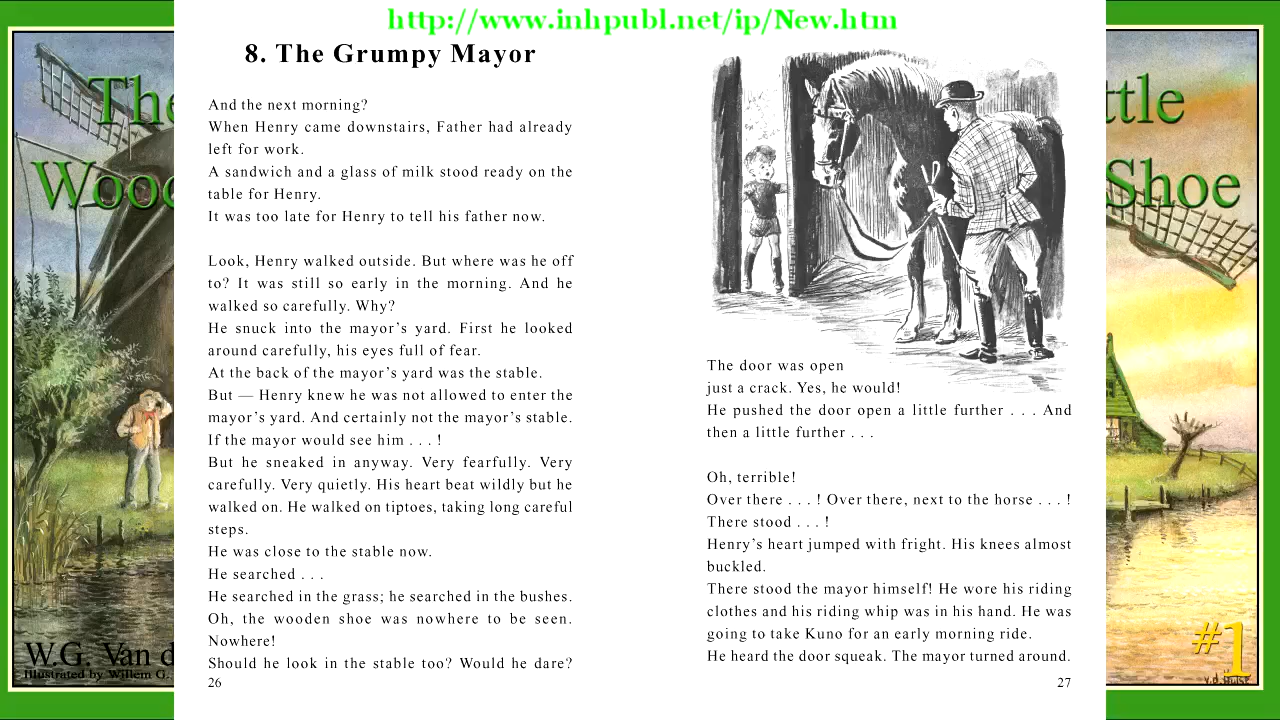 http://www.inhpubl.net/ip/New.htm
The
Wood
ttle
Shoe
8. The Grumpy Mayor
And the next morning?
When Henry came downstairs, Father had already
left for work.
A sandwich and a glass of milk stood ready on the
table for Henry.
It was too late for Henry to tell his father now.
Look, Henry walked outside. But where was he off
to? It was still so early in the morning. And he
walked so carefully. Why?
He snuck into the mayor’s yard. First he looked
around carefully, his eyes full of fear.
At the back of the mayor’s yard was the stable.
But — Henry knew he was not allowed to enter the
mayor’s yard. And certainly not the mayor’s stable.
If the mayor would see him . . . !
But he sneaked in anyway. Very fearfully. Very
carefully. Very quietly. His heart beat wildly but he
walked on. He walked on tiptoes, taking long careful
steps.
He was close to the stable now.
He searched . . .
He searched in the grass; he searched in the bushes.
Oh, the wooden shoe was nowhere to be seen.
Nowhere!
Should he look in the stable too? Would he dare?
26
The door was open
just a crack. Yes, he would!
He pushed the door open a little further . . . And
then a little further . . .
Oh, terrible!
Over there . . . ! Over there, next to the horse . . . !
There stood . . . !
Henry’s heart jumped with fright. His knees almost
buckled.
There stood the mayor himself! He wore his riding
clothes and his riding whip was in his hand. He was
going to take Kuno for an early morning ride.
He heard the door squeak. The mayor turned around.
27
W.G. Van d
Illustrated by Willem G.
#1